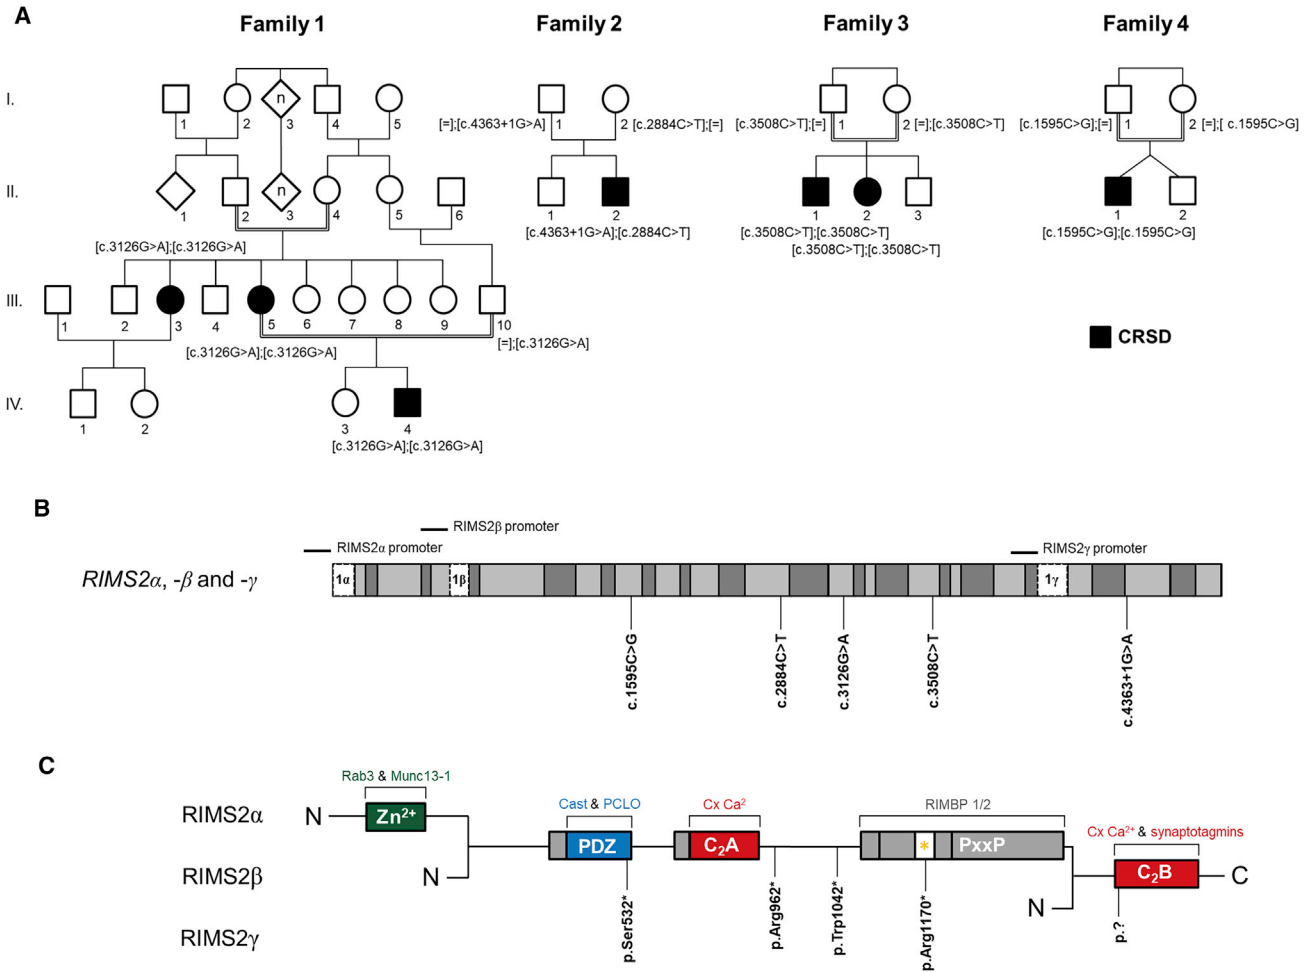 A
Family 1
Family 2
Family 3
Family 4
I.
n
1
2
3
4
5
[=];[c.4363+1G>A]
1
2
[c.2884C>T];[=]
[c.3508C>T];[=]
1
2
[=];[c.3508C>T]
[c.1595C>G];[=]
1
2
[=];[ c.1595C>G]
II.
n
1
2
3
4
5
6
1
2
1
2
3
1
2
[c.4363+1G>A];[c.2884C>T]
[c.3508C>T];[c.3508C>T]
[c.3508C>T];[c.3508C>T]
[c.1595C>G];[c.1595C>G]
[c.3126G>A];[c.3126G>A]
III.
1
2
3
4
5
6
7
8
9
10
[c.3126G>A];[c.3126G>A]
[=];[c.3126G>A]
CRSD
IV.
1
2
3
4
[c.3126G>A];[c.3126G>A]
B
RIMS2β promoter
RIMS2α promoter
RIMS2γ promoter
RIMS2α, -β and -γ
1α
1β
1γ
c.1595C>G
c.2884C>T
c.3126G>A
c.3508C>T
c.4363+1G>A
C
Rab3 & Munc13-1
Cast & PCLO
Cx Ca²
RIMBP 1/2
Cx Ca²⁺ & synaptotagmins
RIMS2α
N
Zn²⁺
PDZ
C₂A
*
PxxP
RIMS2β
N
C₂B
C
N
RIMS2γ
p.Ser532*
p.Arg962*
p.Trp1042*
p.Arg1170*
p.?